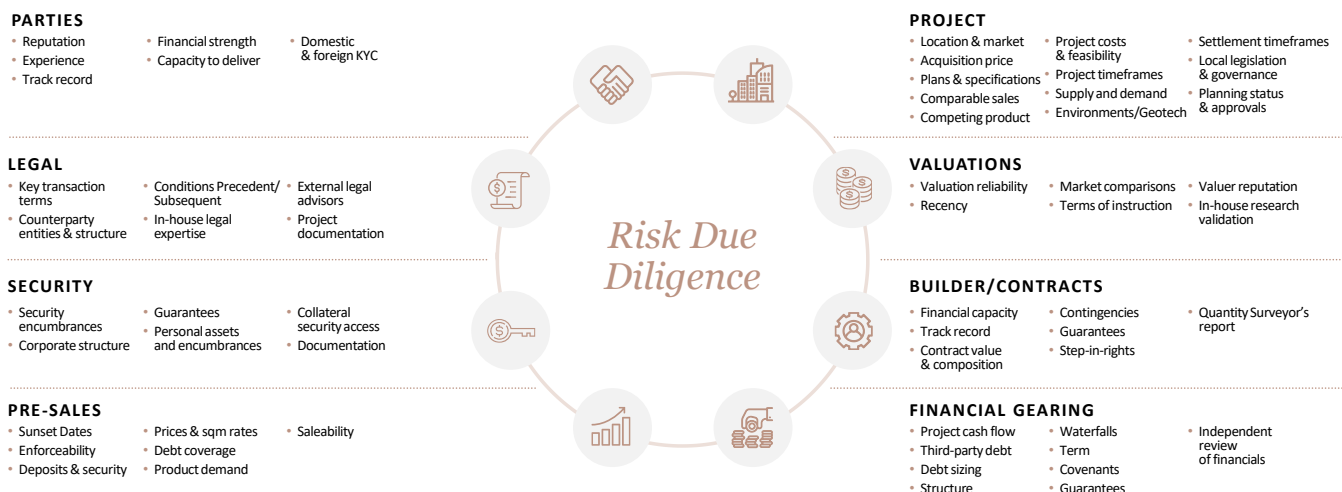 PARTIES
• Reputation
• Experience
• Track record
• Financial strength
• Capacity to deliver
• Domestic
& foreign KYC
LEGAL
• Key transaction
terms
• Counterparty
entities & structure
• Conditions Precedent/
Subsequent
• In-house legal
expertise
• External legal
advisors
• Project
documentation
SECURITY
• Security
encumbrances
• Corporate structure
• Guarantees
• Personal assets
and encumbrances
• Collateral
security access
• Documentation
PRE-SALES
• Sunset Dates
• Enforceability
• Deposits & security
• Prices & sqm rates
• Debt coverage
• Product demand
• Saleability
Risk Due
Diligence
PROJECT
• Location & market
• Acquisition price
• Plans & specifications
• Comparable sales
• Competing product
• Project costs
& feasibility
• Project timeframes
• Supply and demand
• Environments/Geotech
• Settlement timeframes
• Local legislation
& governance
• Planning status
& approvals
VALUATIONS
• Valuation reliability
• Recency
• Market comparisons
• Terms of instruction
• Valuer reputation
• In-house research
validation
BUILDER/CONTRACTS
• Financial capacity
• Track record
• Contract value
& composition
• Contingencies
• Guarantees
• Step-in-rights
• Quantity Surveyor's
report
FINANCIAL GEARING
• Project cash flow
• Third-party debt
• Debt sizing
• Structure
• Waterfalls
• Term
• Covenants
• Guarantees
• Independent
review
of financials